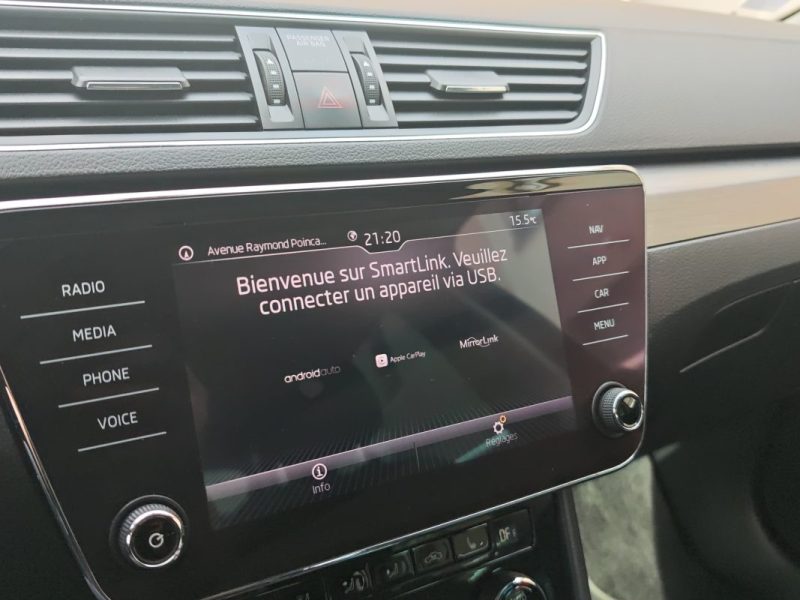 PASSENGER
AIR BAG
Avenue Raymond Poinca...
21:20
15.5°C
Bienvenue sur SmartLink. Veuillez
connecter un appareil via USB.
androidauto
Apple CarPlay
MirrorLink
Info
Réglages
RADIO
MEDIA
PHONE
VOICE
NAV
APP
CAR
MENU